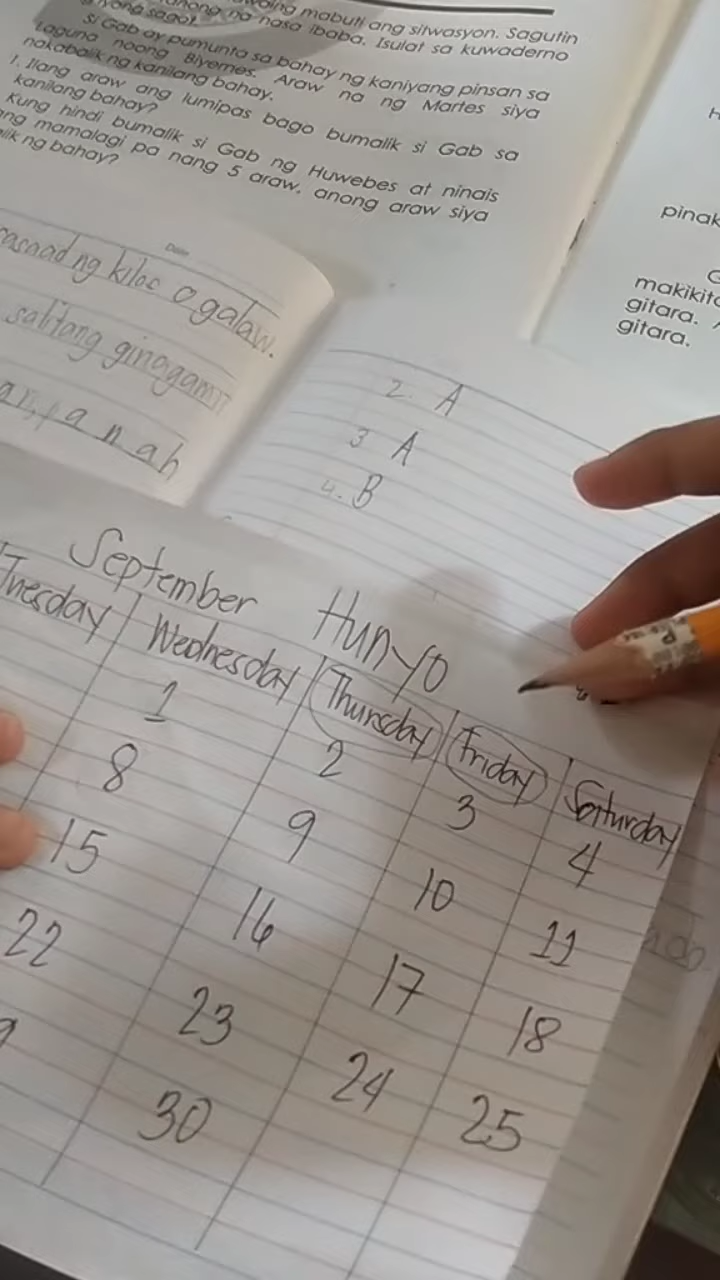 mabuti ang sitwasyon. Sagutin
na nasa ibaba. Isulat sa kuwaderno
sagot
Si Gab ay pumunta sa bahay ng kaniyang pinsan sa
Laguna noong Biyernes. Araw na ng Martes siya
nakabalik ng kanilang bahay.
1. Ilang araw ang lumipas bago bumalik si Gab sa
kanilang bahay?
Kung hindi bumalik si Gab ng Huwebes at ninais
mamalagi pa nang 5 araw, anong araw siya
ng bahay?
pinak
makikita
gitara.
gitara.
Date
ng kilos o galaw.
salitang ginagamit
2. A
3 A
4. B
September Hunyo
Tuesday Wednesday Thursday Friday Saturday
1 2 3 4
8 9 10 11
15 16 17 18
22 23 24 25
30